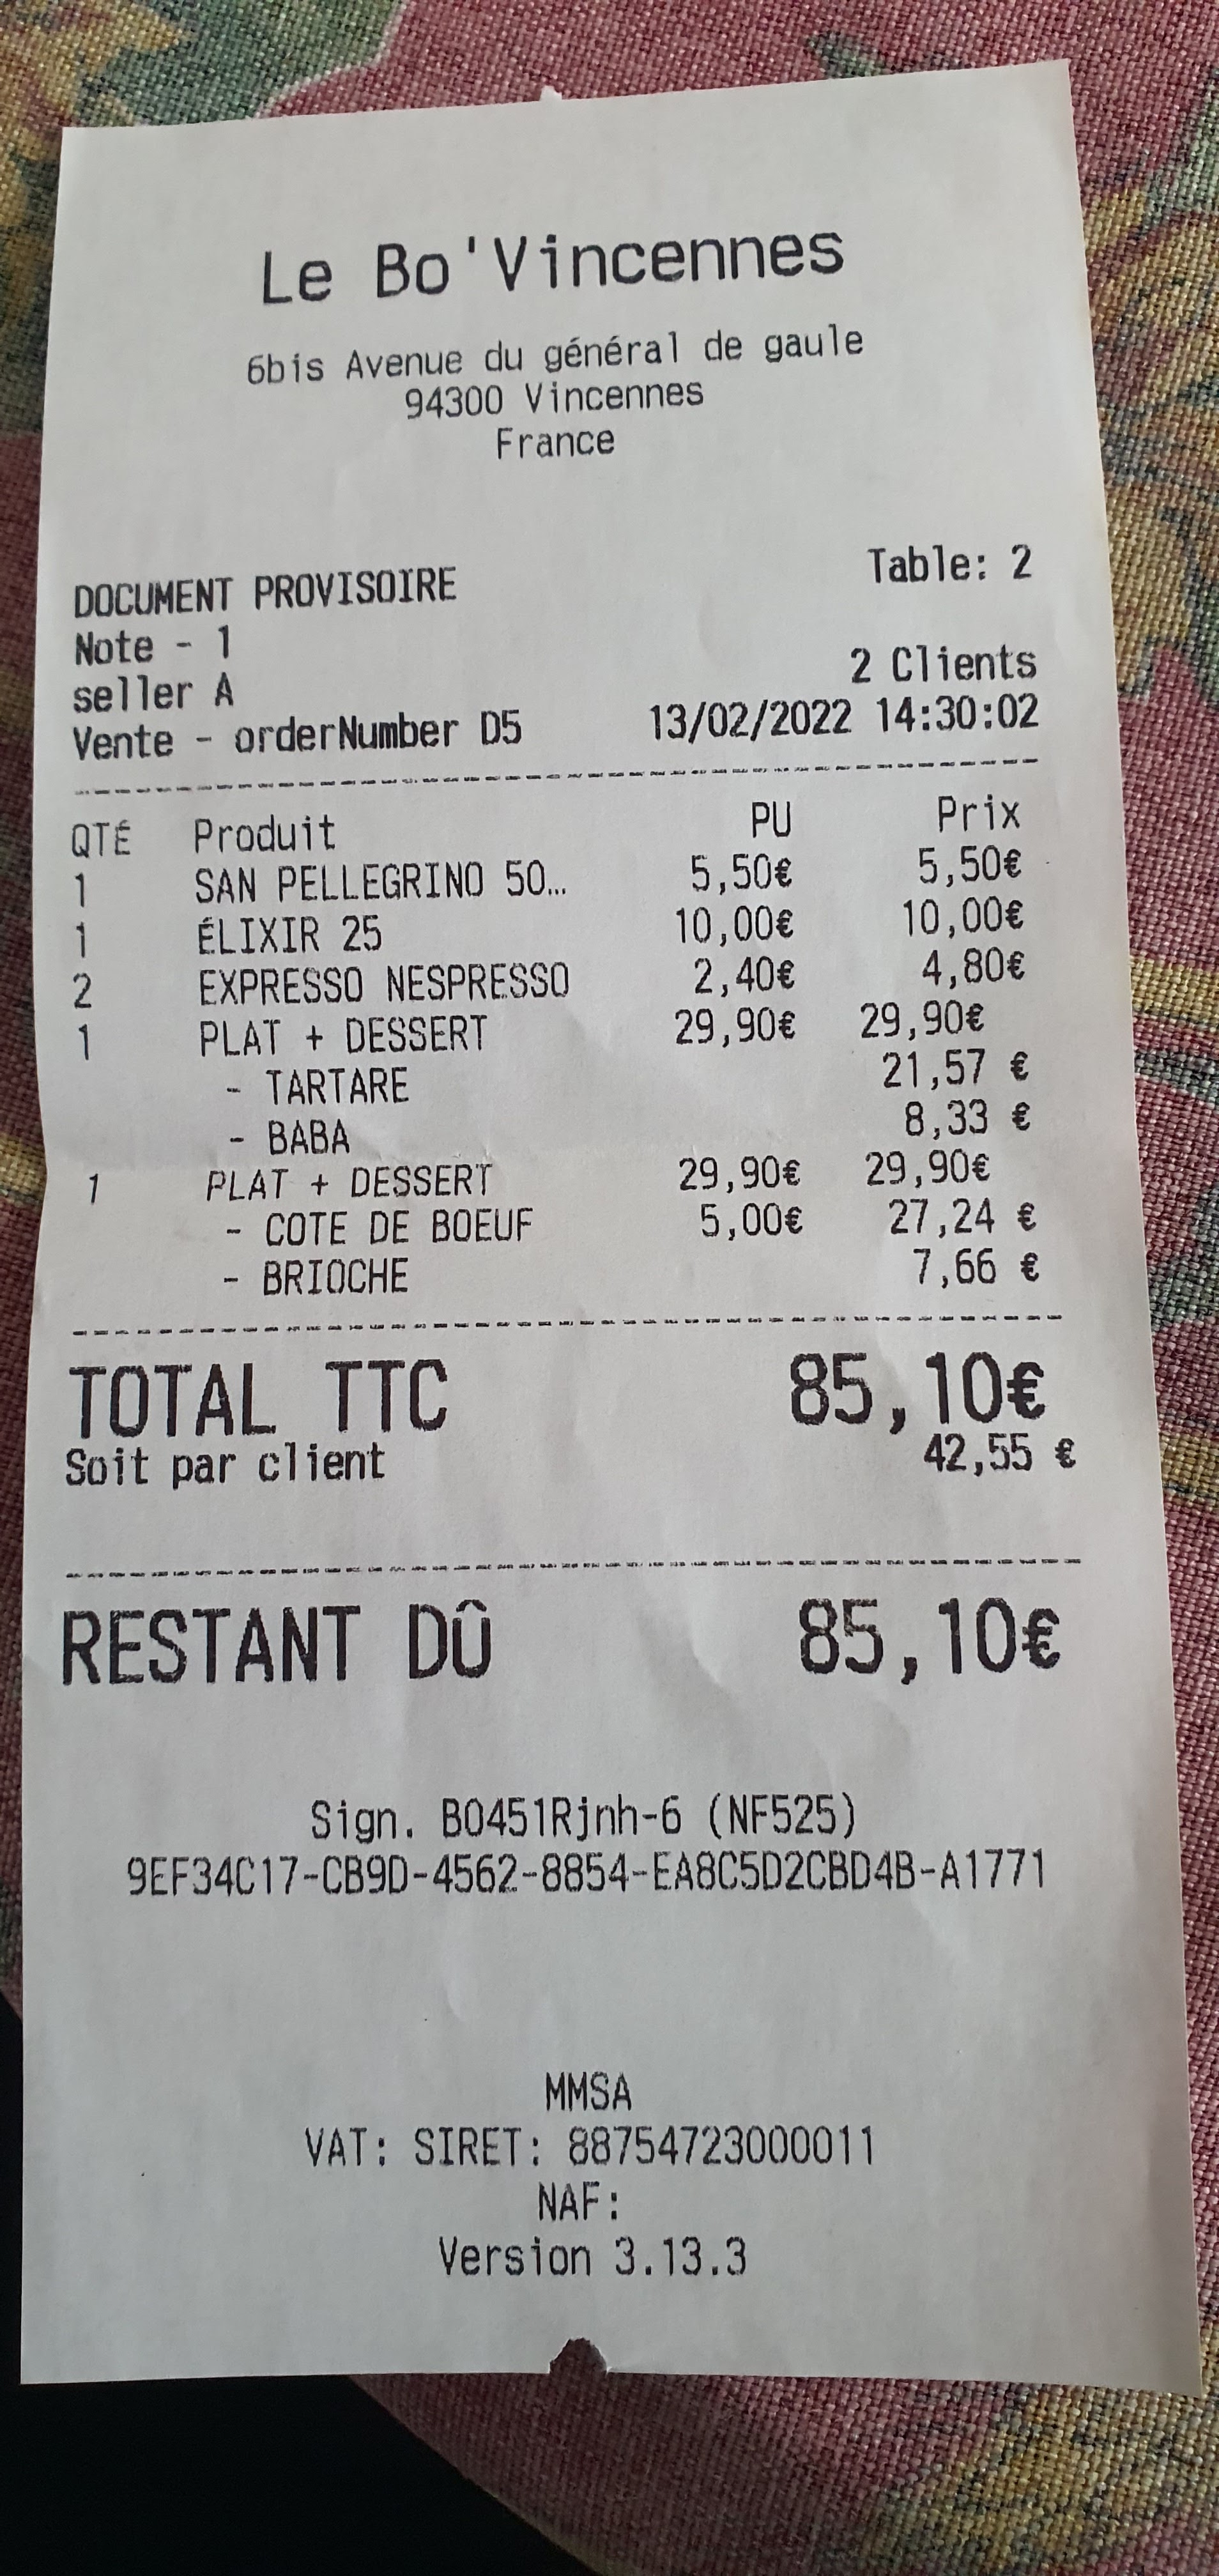 Le Bo'Vincennes
6bis Avenue du général de gaule
94300 Vincennes
France
Table: 2
DOCUMENT PROVISOIRE
Note - 1
2 Clients
seller A
Vente - orderNumber D5 13/02/2022 14:30:02
QTÉ Produit PU Prix
1 SAN PELLEGRINO 50… 5,50€ 5,50€
1 ÉLIXIR 25 10,00€ 10,00€
2 EXPRESSO NESPRESSO 2,40€ 4,80€
1 PLAT + DESSERT 29,90€ 29,90€
- TARTARE 21,57 €
- BABA 8,33 €
1 PLAT + DESSERT 29,90€ 29,90€
- COTE DE BOEUF 5,00€ 27,24 €
- BRIOCHE 7,66 €
TOTAL TTC 85,10€
Soit par client 42,55 €
RESTANT DÛ 85,10€
Sign. B0451Rjnh-6 (NF525)
9EF34C17-CB9D-4562-8854-EA8C5D2CBD4B-A1771
MMSA
VAT: SIRET: 88754723000011
NAF:
Version 3.13.3